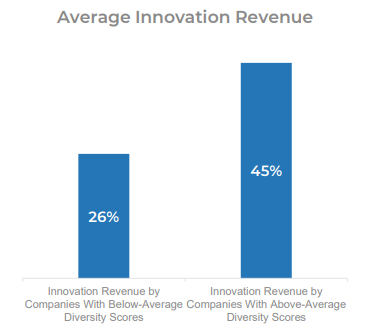 Average Innovation Revenue
26%
45%
Innovation Revenue by
Companies With Below-Average
Diversity Scores
Innovation Revenue by
Companies With Above-Average
Diversity Scores